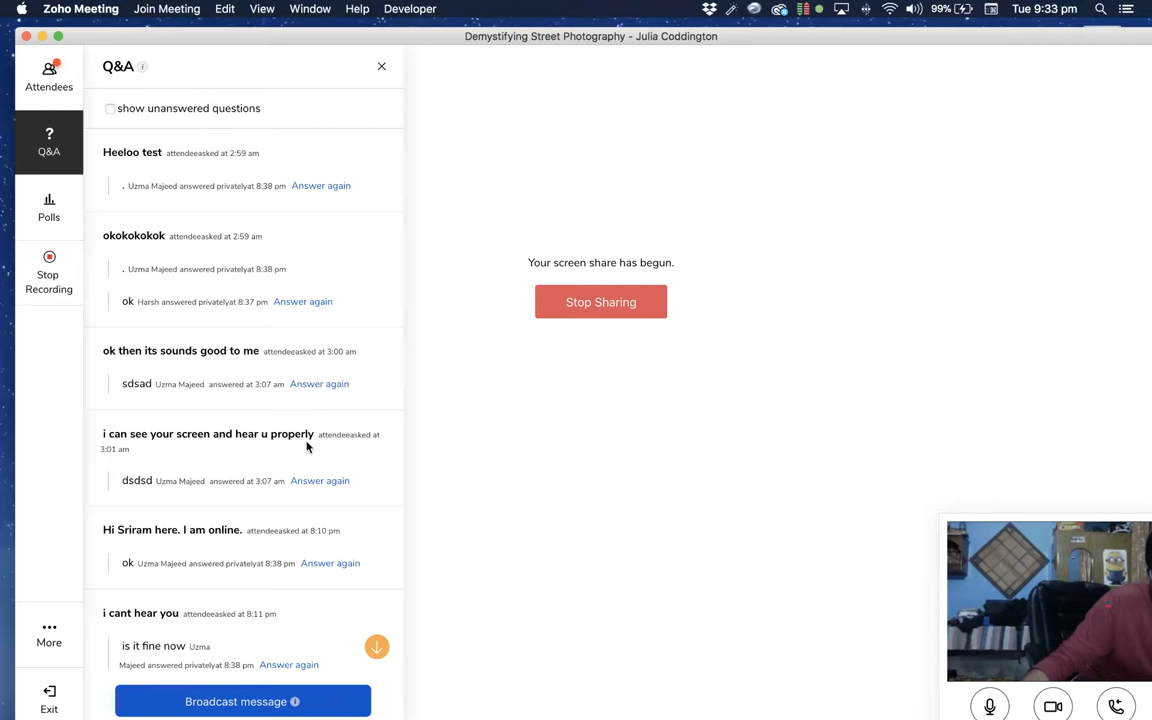 Zoho Meeting Join Meeting Edit View Window Help Developer 99% Tue 9:33 pm
Demystifying Street Photography - Julia Coddington
Attendees
Q&A i
? Q&A
show unanswered questions
Heeloo test attendeeasked at 2:59 am
. Uzma Majeed answered privatelyat 8:38 pm Answer again
Polls
okokokokok attendeeasked at 2:59 am
. Uzma Majeed answered privatelyat 8:38 pm
Stop
Recording
ok Harsh answered privatelyat 8:37 pm Answer again
Your screen share has begun.
Stop Sharing
ok then its sounds good to me attendeeasked at 3:00 am
sdsad Uzma Majeed answered at 3:07 am Answer again
i can see your screen and hear u properly attendeeasked at
3:01 am
dsdsd Uzma Majeed answered at 3:07 am Answer again
Hi Sriram here. I am online. attendeeasked at 8:10 pm
ok Uzma Majeed answered privatelyat 8:38 pm Answer again
i cant hear you attendeeasked at 8:11 pm
is it fine now Uzma
Majeed answered privatelyat 8:38 pm Answer again
More
Broadcast message i
Exit